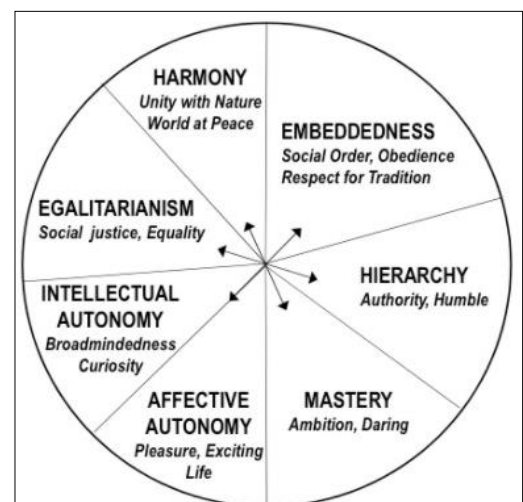 HARMONY
Unity with Nature
World at Peace
EMBEDDEDNESS
Social Order, Obedience
Respect for Tradition
EGALITARIANISM
Social justice, Equality
HIERARCHY
Authority, Humble
INTELLECTUAL
AUTONOMY
Broadmindedness
Curiosity
AFFECTIVE
AUTONOMY
Pleasure, Exciting
Life
MASTERY
Ambition, Daring